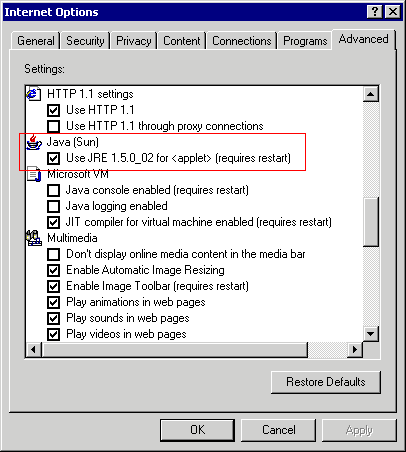 Internet Options
General
Security
Privacy
Content
Connections
Programs
Advanced
Settings:
HTTP 1.1 settings
Use HTTP 1.1
Use HTTP 1.1 through proxy connections
Java (Sun)
Use JRE 1.5.0_02 for <applet> (requires restart)
Microsoft VM
Java console enabled (requires restart)
Java logging enabled
JIT compiler for virtual machine enabled (requires restart)
Multimedia
Don't display online media content in the media bar
Enable Automatic Image Resizing
Enable Image Toolbar (requires restart)
Play animations in web pages
Play sounds in web pages
Play videos in web pages
Restore Defaults
OK
Cancel
Apply